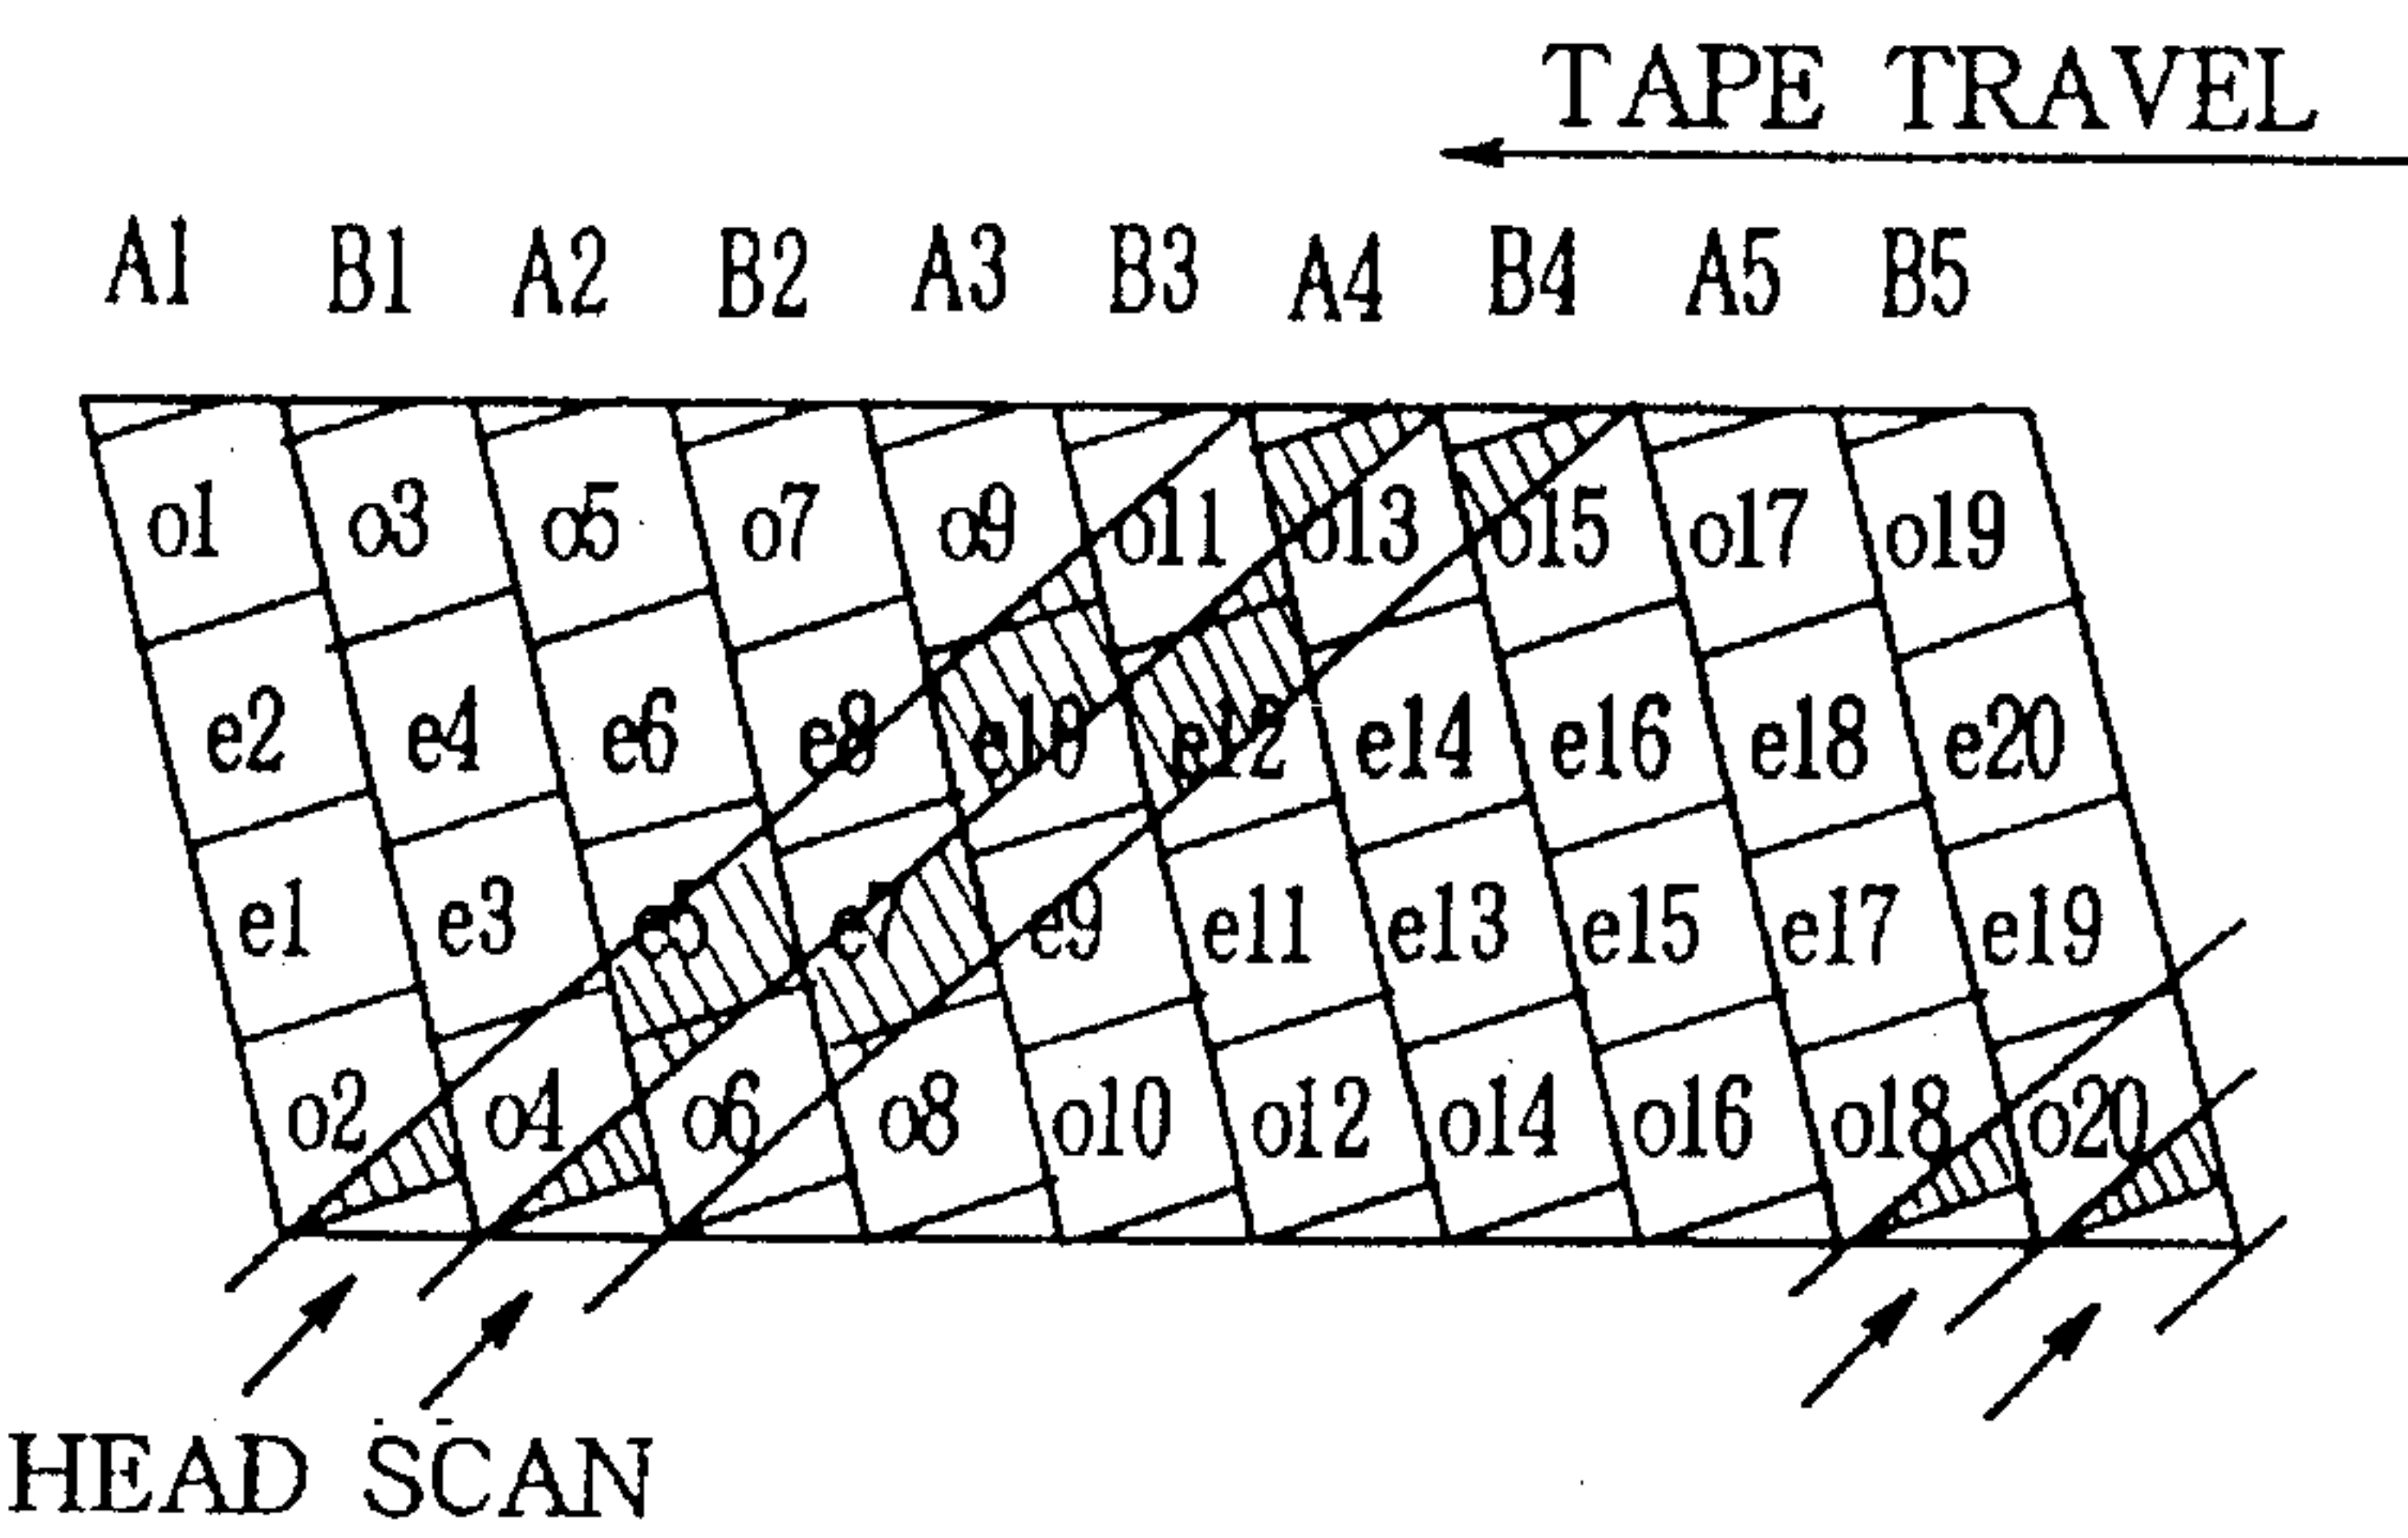 TAPE TRAVEL
A1 B1 A2 B2 A3 B3 A4 B4 A5 B5
o1 o3 o5 o7 o9 o11 o13 o15 o17 o19
e2 e4 e6 e8 e10 e12 e14 e16 e18 e20
e1 e3 e5 e7 e9 e11 e13 e15 e17 e19
o2 o4 o6 o8 o10 o12 o14 o16 o18 o20
HEAD SCAN